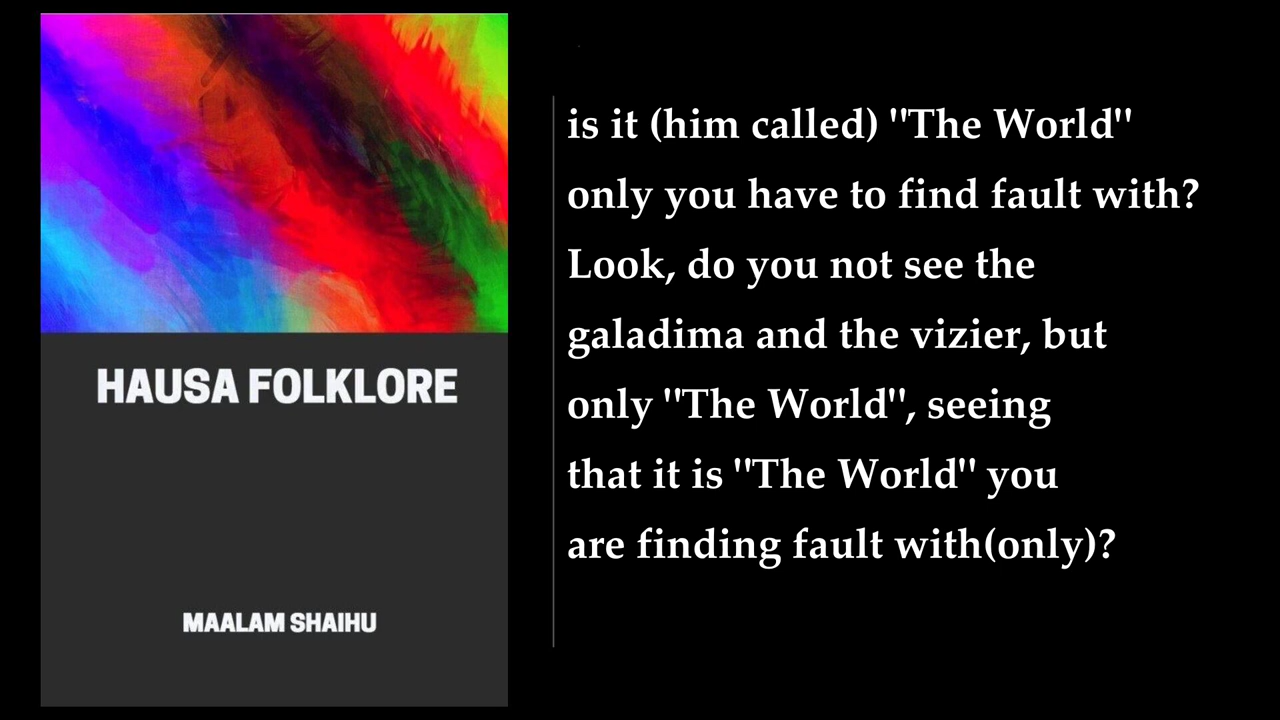 HAUSA FOLKLORE
MAALAM SHAIHU
is it (him called) "The World"
only you have to find fault with?
Look, do you not see the
galadima and the vizier, but
only "The World", seeing
that it is "The World" you
are finding fault with(only)?